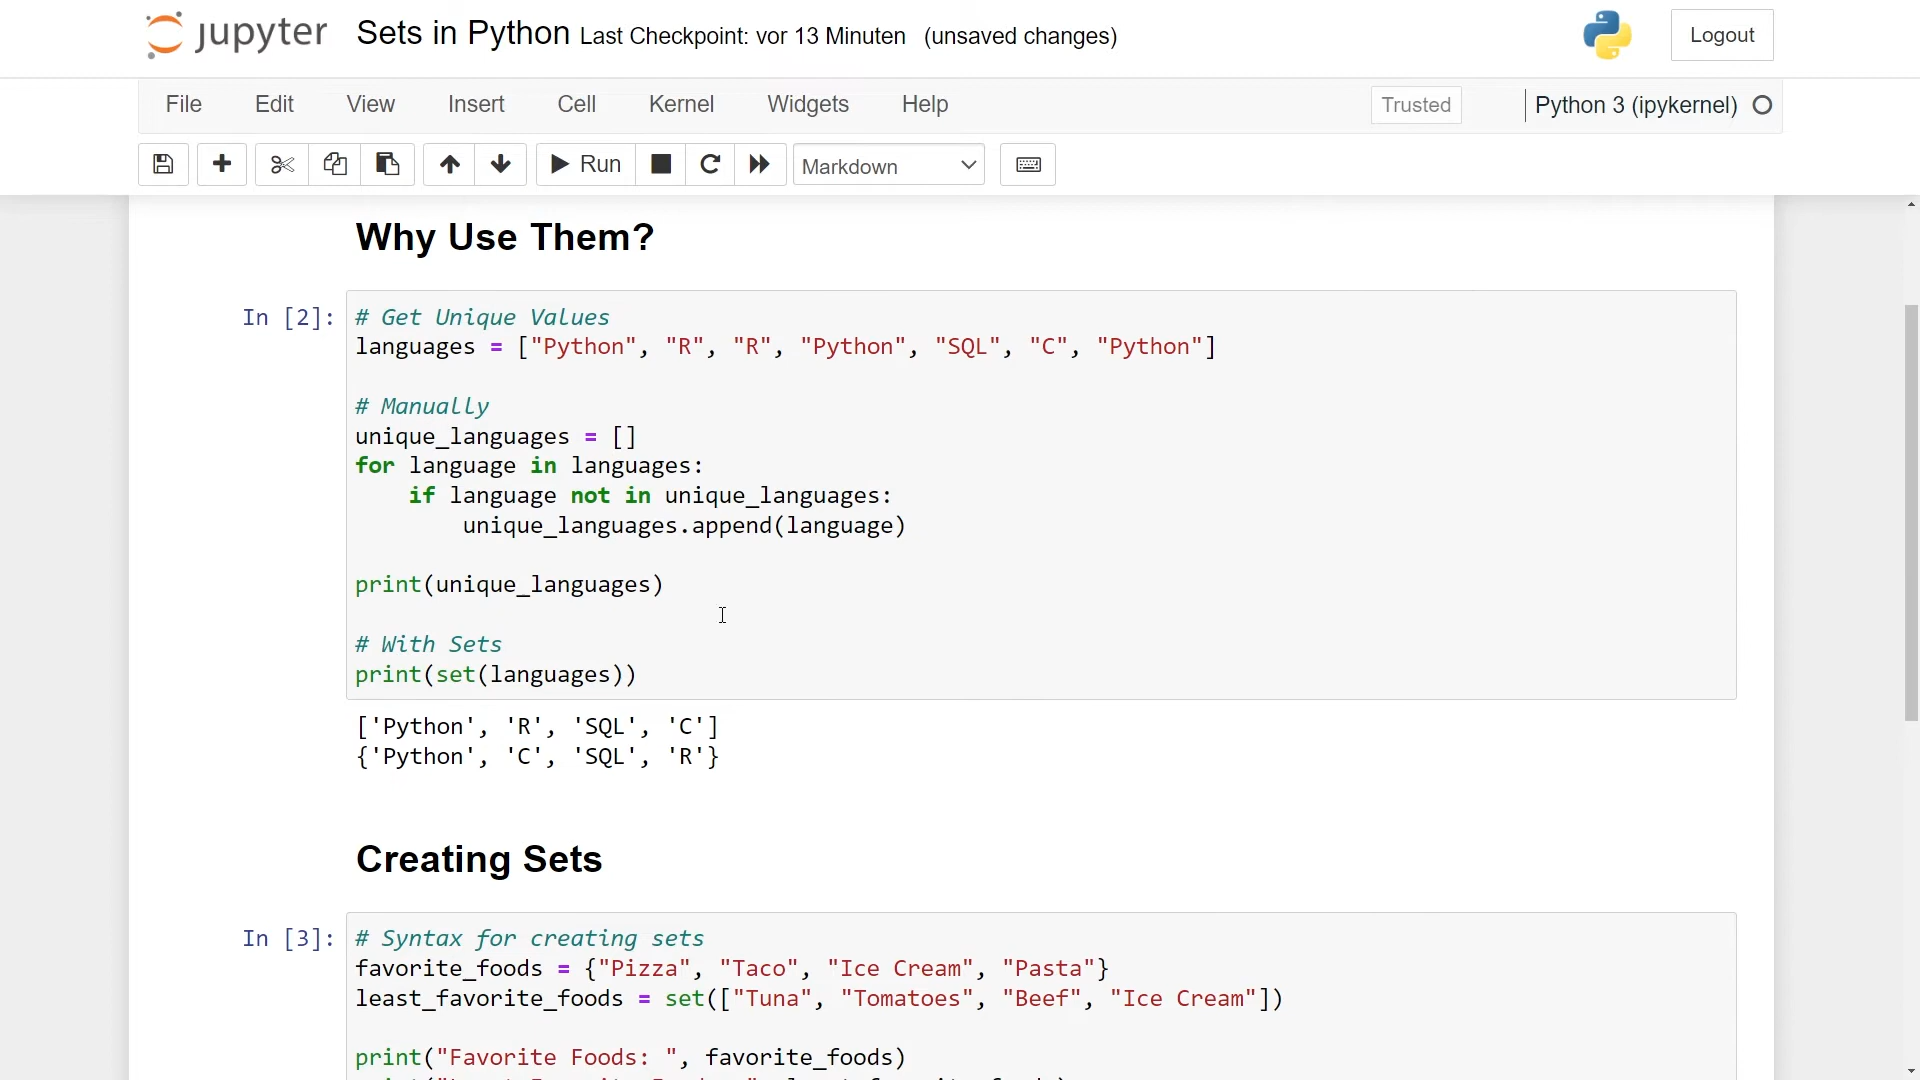 jupyter Sets in Python Last Checkpoint: vor 13 Minuten (unsaved changes) Logout
File Edit View Insert Cell Kernel Widgets Help Trusted Python 3 (ipykernel)
Run Markdown
Why Use Them?
In [2]: # Get Unique Values
languages = ["Python", "R", "R", "Python", "SQL", "C", "Python"]
# Manually
unique_languages = []
for language in languages:
    if language not in unique_languages:
        unique_languages.append(language)
print(unique_languages)
# With Sets
print(set(languages))
['Python', 'R', 'SQL', 'C']
{'Python', 'C', 'SQL', 'R'}
Creating Sets
In [3]: # Syntax for creating sets
favorite_foods = {"Pizza", "Taco", "Ice Cream", "Pasta"}
least_favorite_foods = set(["Tuna", "Tomatoes", "Beef", "Ice Cream"])
print("Favorite Foods: ", favorite_foods)